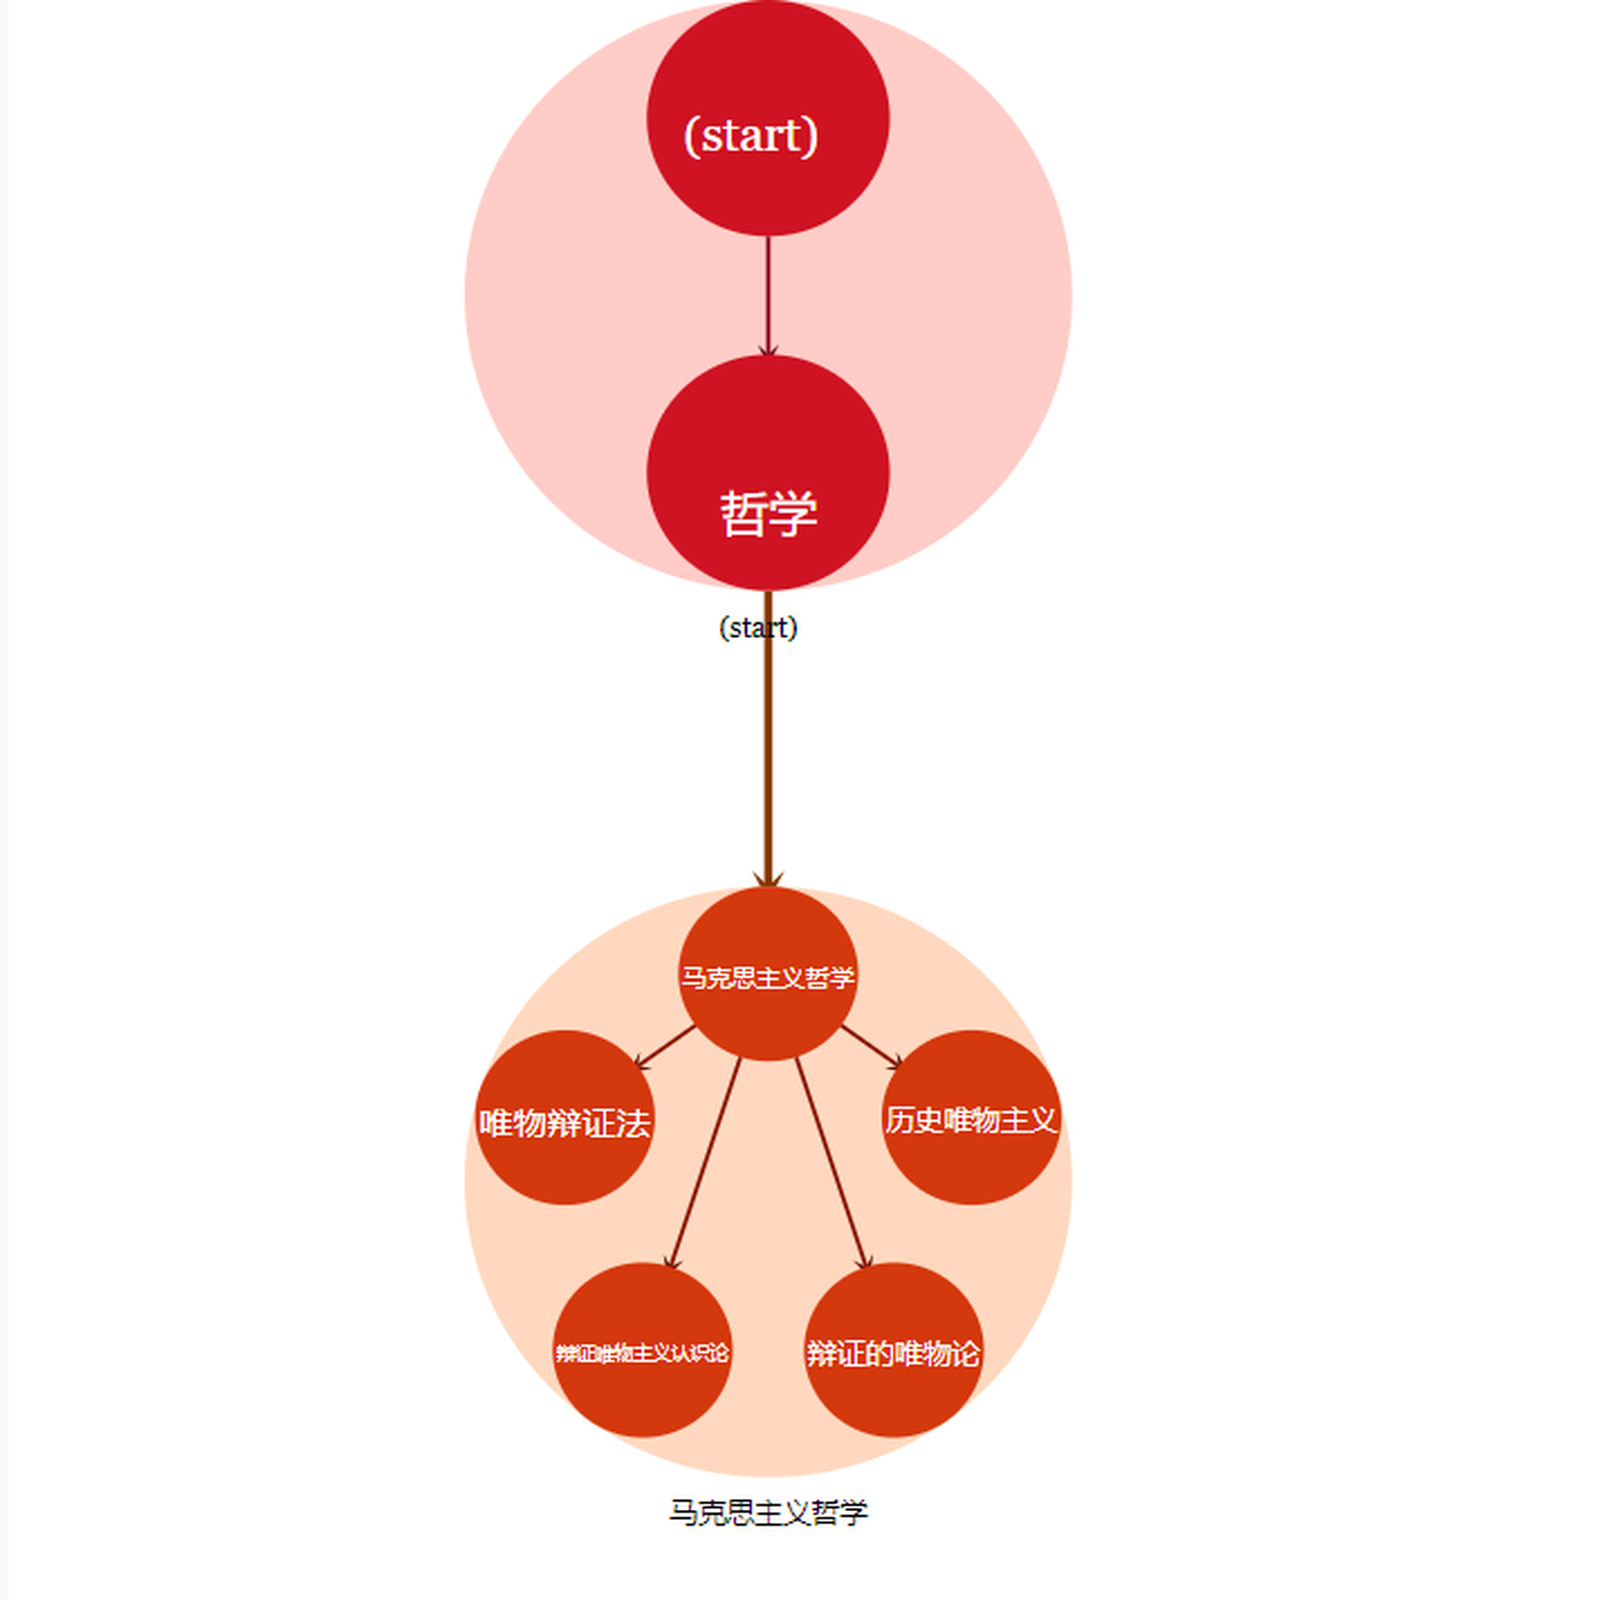 (start)
哲学
(start)
马克思主义哲学
唯物辩证法
历史唯物主义
辩证唯物主义认识论
辩证的唯物论
马克思主义哲学